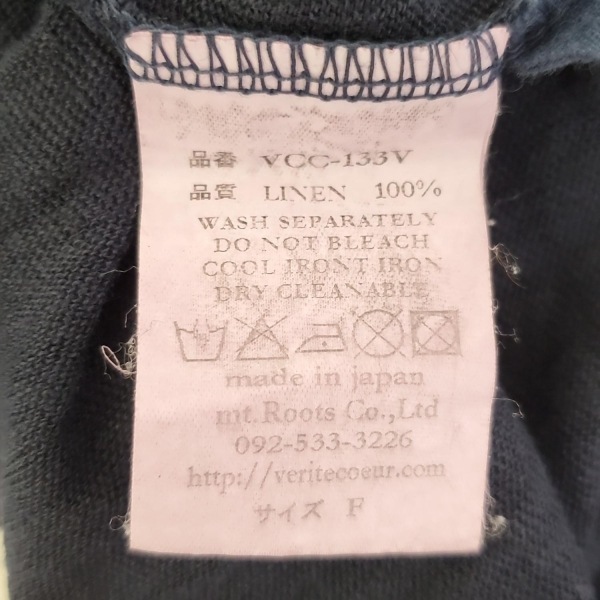 品番 VCC-133V
品質 LINEN 100%
WASH SEPARATELY
DO NOT BLEACH
COOL IRONT IRON
DRY CLEANABLE
made in japan
mt.Roots Co.,Ltd
092-533-3226
http://veritecoeur.com
サイズ F